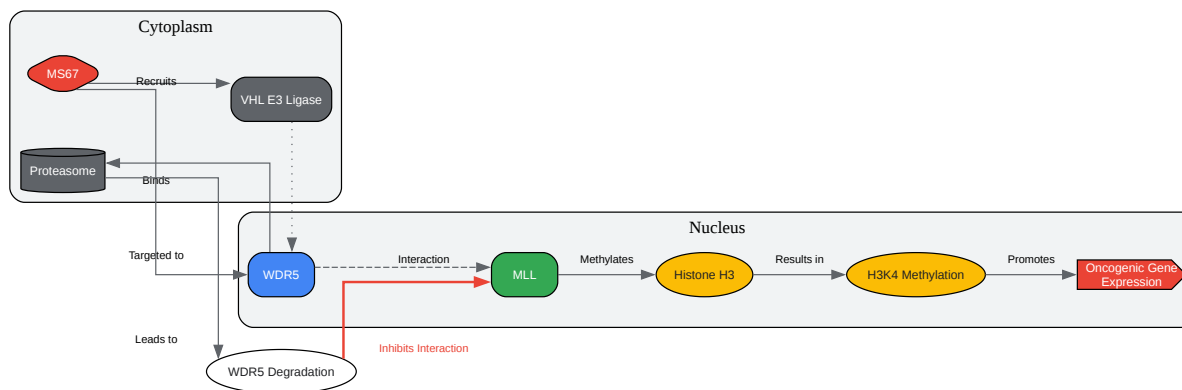 Cytoplasm
MS67
Recruits
VHL E3 Ligase
Proteasome
Binds
Nucleus
Targeted to
WDR5
Interaction
MLL
Methylates
Histone H3
Results in
H3K4 Methylation
Promotes
Oncogenic Gene
Expression
Leads to
Inhibits Interaction
WDR5 Degradation